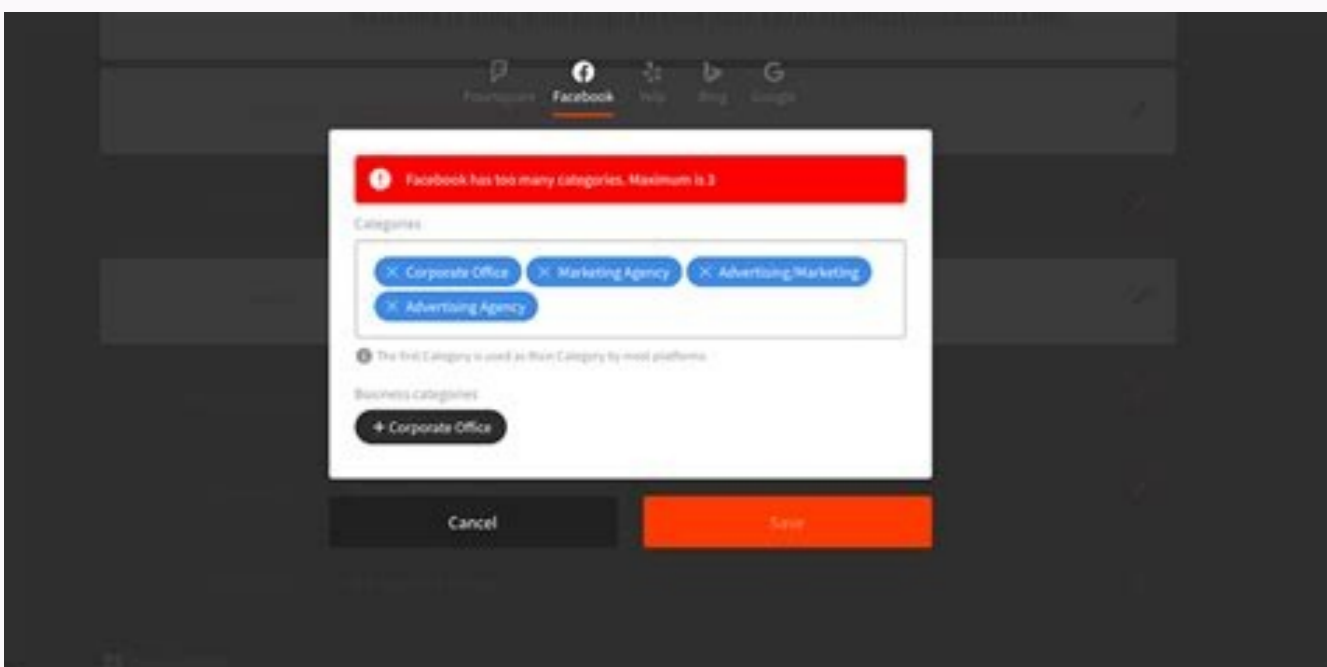 Foursquare Facebook Yelp Bing Google
Facebook has too many categories. Maximum is 3
Categories
Corporate Office Marketing Agency Advertising/Marketing
Advertising Agency
The first Category is used as Main Category by most platforms
Business categories
+ Corporate Office
Cancel Save